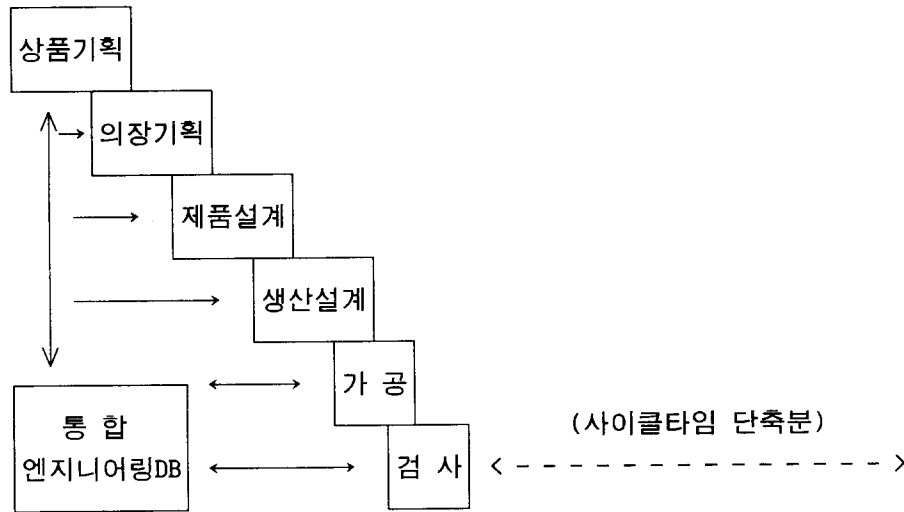 상품기획
의장기획
제품설계
생산설계
가 공
통 합
엔지니어링DB
검 사
(사이클타임 단축분)